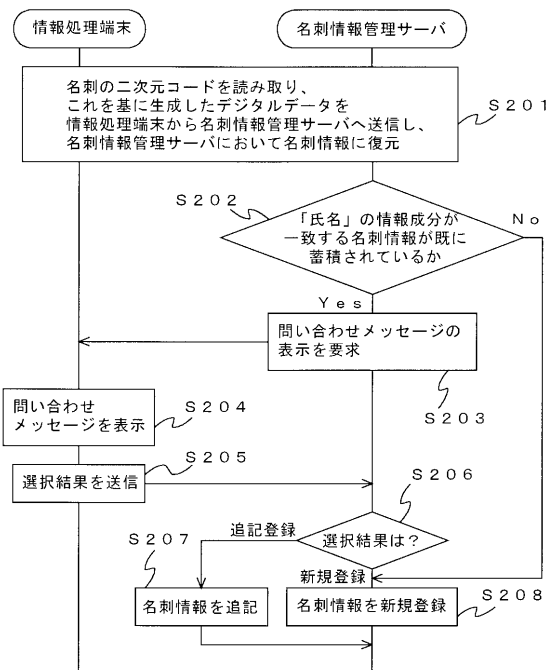 情報処理端末
名刺情報管理サーバ
名刺の二次元コードを読み取り、
これを基に生成したデジタルデータを
情報処理端末から名刺情報管理サーバへ送信し、
名刺情報管理サーバにおいて名刺情報に復元
S201
S202
「氏名」の情報成分が
一致する名刺情報が既に
蓄積されているか
No
Yes
問い合わせメッセージの
表示を要求
S203
問い合わせ
メッセージを表示
S204
S205
選択結果を送信
S206
選択結果は?
追記登録
S207
新規登録
名刺情報を追記
名刺情報を新規登録
S208